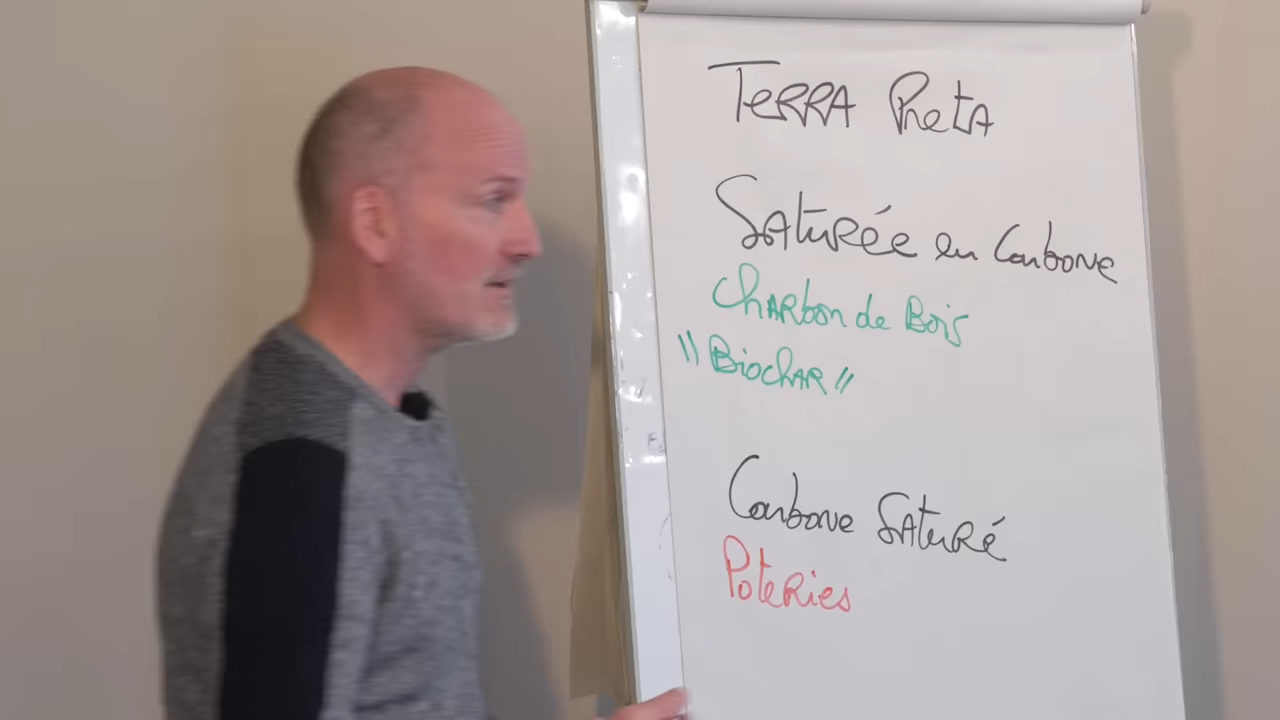 TERRA PRETA
SATURÉE en Carbone
CHARbon de Bois
"BiocHAR"
Carbone SATURÉ
PoteRies